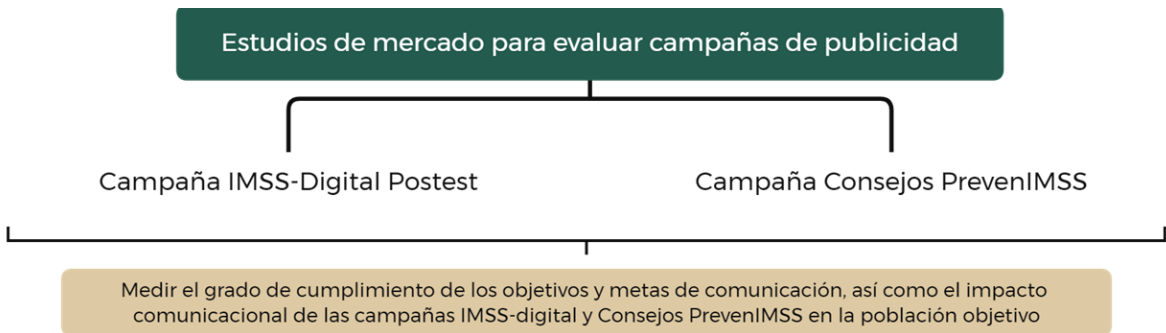 Estudios de mercado para evaluar campañas de publicidad
Campaña IMSS-Digital Postest
Campaña Consejos PrevenIMSS
Medir el grado de cumplimiento de los objetivos y metas de comunicación, así como el impacto
comunicacional de las campañas IMSS-digital y Consejos PrevenIMSS en la población objetivo